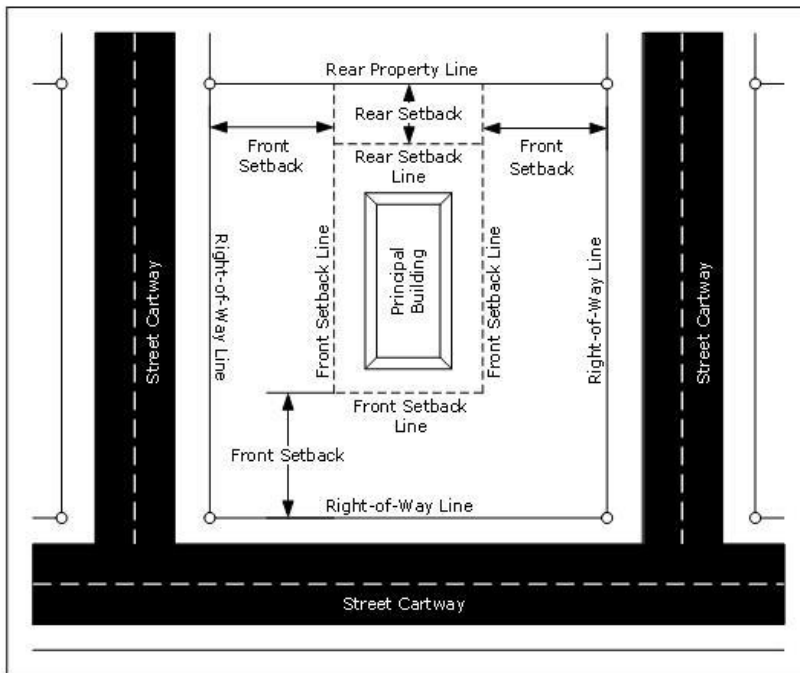 Rear Property Line
Rear Setback
Front
Setback
Front
Setback
Rear Setback
Line
Right-of-Way Line
Front Setback Line
Principal
Building
Front Setback Line
Right-of-Way Line
Street Cartway
Street Cartway
Front Setback
Line
Front Setback
Right-of-Way Line
Street Cartway